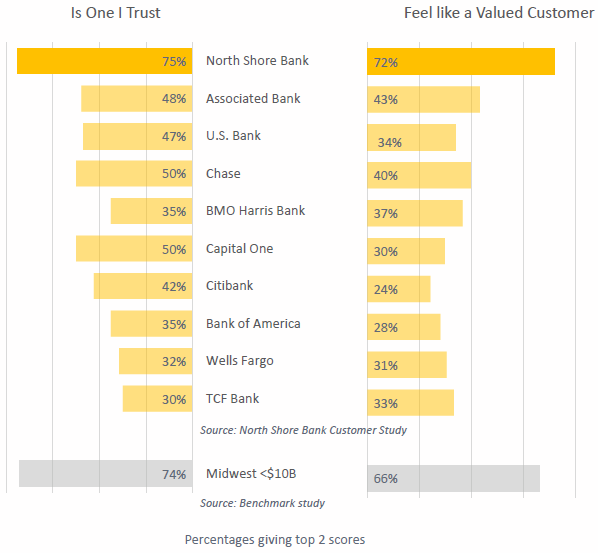 Is One I Trust Feel like a Valued Customer
75% North Shore Bank 72%
48% Associated Bank 43%
47% U.S. Bank 34%
50% Chase 40%
35% BMO Harris Bank 37%
50% Capital One 30%
42% Citibank 24%
35% Bank of America 28%
32% Wells Fargo 31%
30% TCF Bank 33%
Source: North Shore Bank Customer Study
74% Midwest <$10B 66%
Source: Benchmark study
Percentages giving top 2 scores